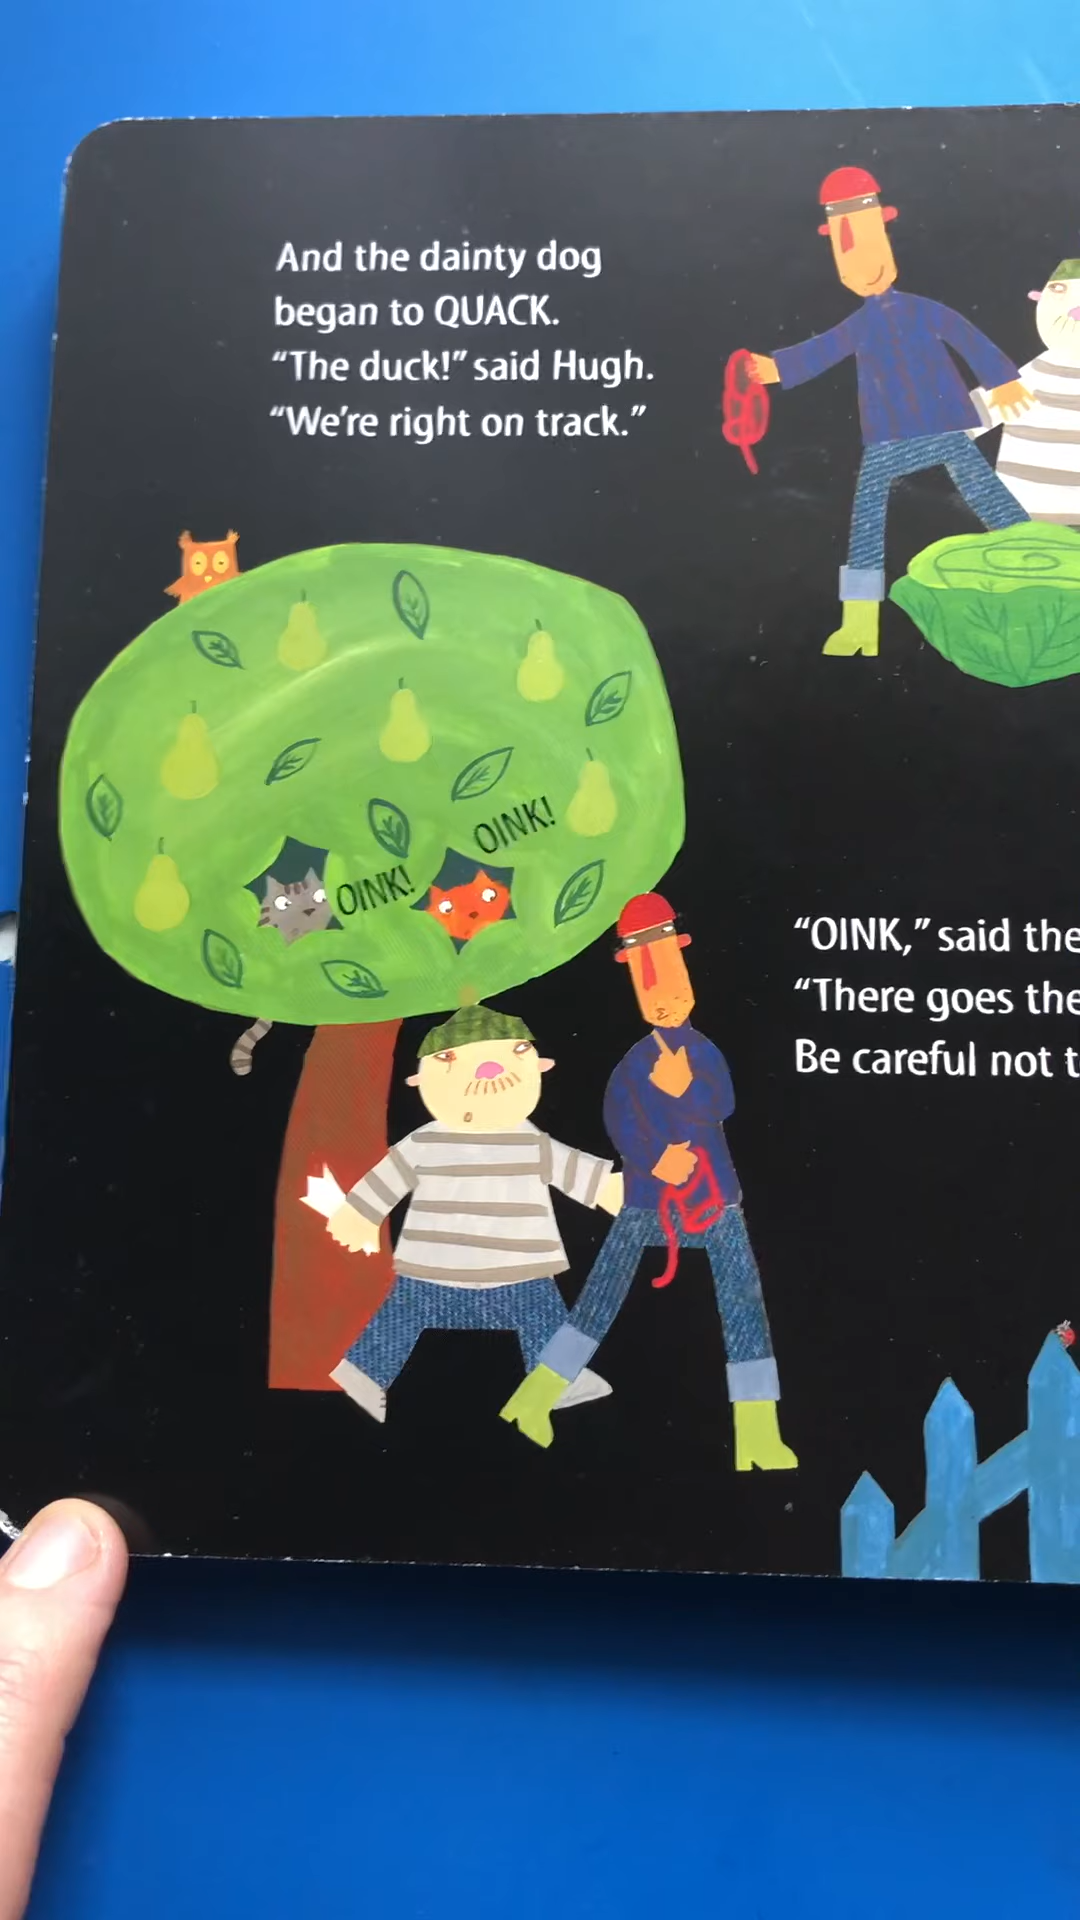 And the dainty dog
began to QUACK.
“The duck!” said Hugh.
“We’re right on track.”
OINK!
OINK!
“OINK,” said the
“There goes the
Be careful not